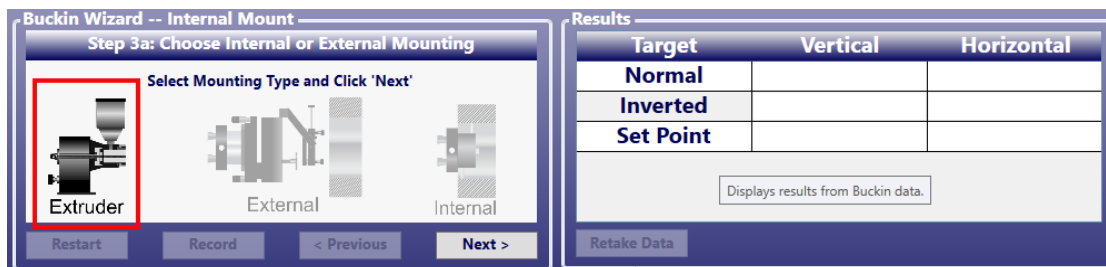 Buckin Wizard -- Internal Mount
Step 3a: Choose Internal or External Mounting
Select Mounting Type and Click 'Next'
Extruder
External
Internal
Restart
Record
< Previous
Next >
Results
Target Vertical Horizontal
Normal
Inverted
Set Point
Displays results from Buckin data.
Retake Data